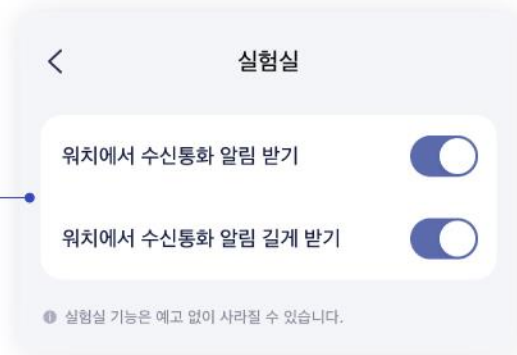 실험실
워치에서 수신통화 알림 받기
워치에서 수신통화 알림 길게 받기
실험실 기능은 예고 없이 사라질 수 있습니다.